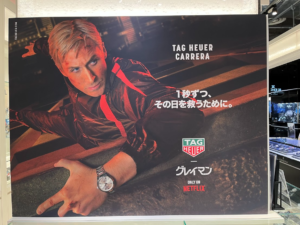 TAG HEUER
CARRERA
1秒ずつ、
その日を救うために。
TAG
HEUER
グレイマン
ONLY ON
NETFLIX